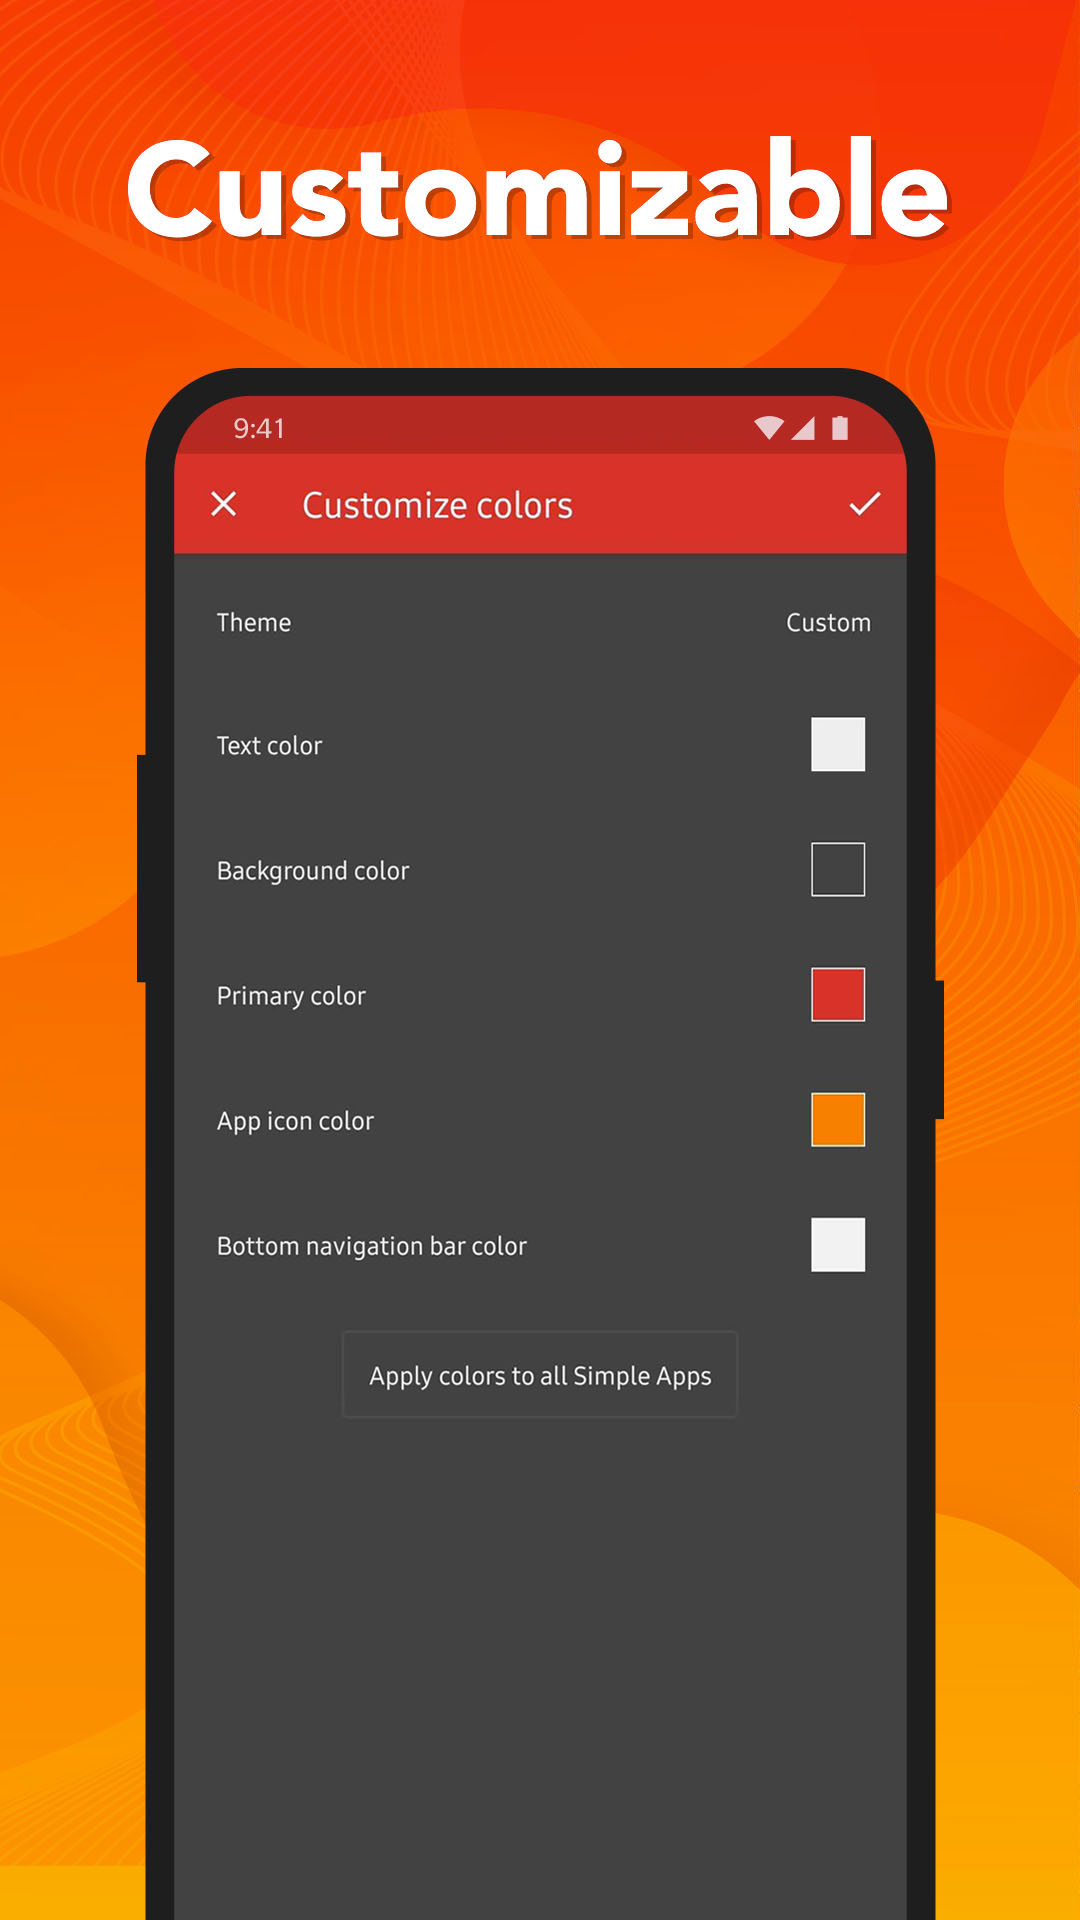 Customizable
9:41
Customize colors
Theme Custom
Text color
Background color
Primary color
App icon color
Bottom navigation bar color
Apply colors to all Simple Apps